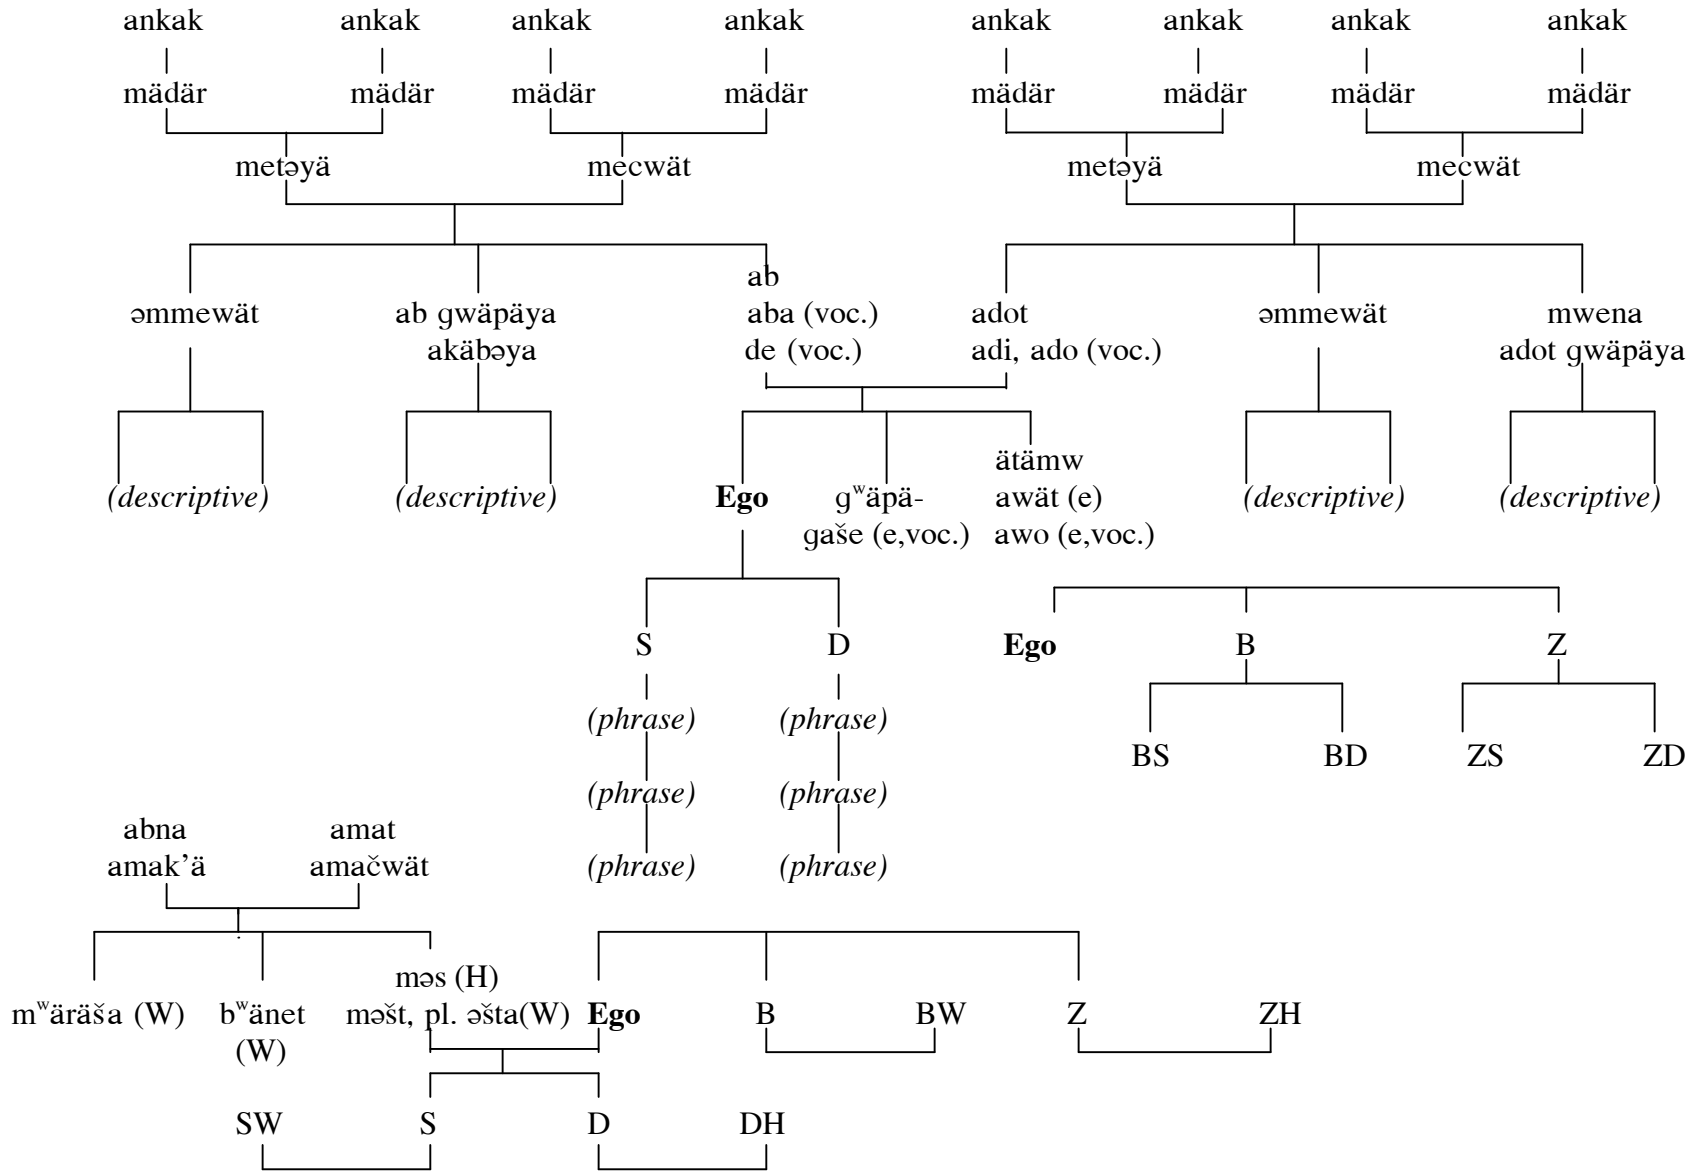 ankak ankak ankak ankak ankak ankak ankak ankak
mädär mädär mädär mädär mädär mädär mädär mädär
metəyä mecwät metəyä mecwät
ab
əmmewät ab gwäpäya aba (voc.) adot əmmewät mwena
akäbəya de (voc.) adi, ado (voc.) adot gwäpäya
ätämw
(descriptive) (descriptive) Ego gʷäpä- awät (e) (descriptive) (descriptive)
gaše (e,voc.) awo (e,voc.)
S D Ego B Z
(phrase) (phrase)
BS BD ZS ZD
(phrase) (phrase)
abna amat
amak’ä amačwät (phrase) (phrase)
məs (H)
mʷäräša (W) bʷänet məšt, pl. əšta(W) Ego B BW Z ZH
(W)
SW S D DH